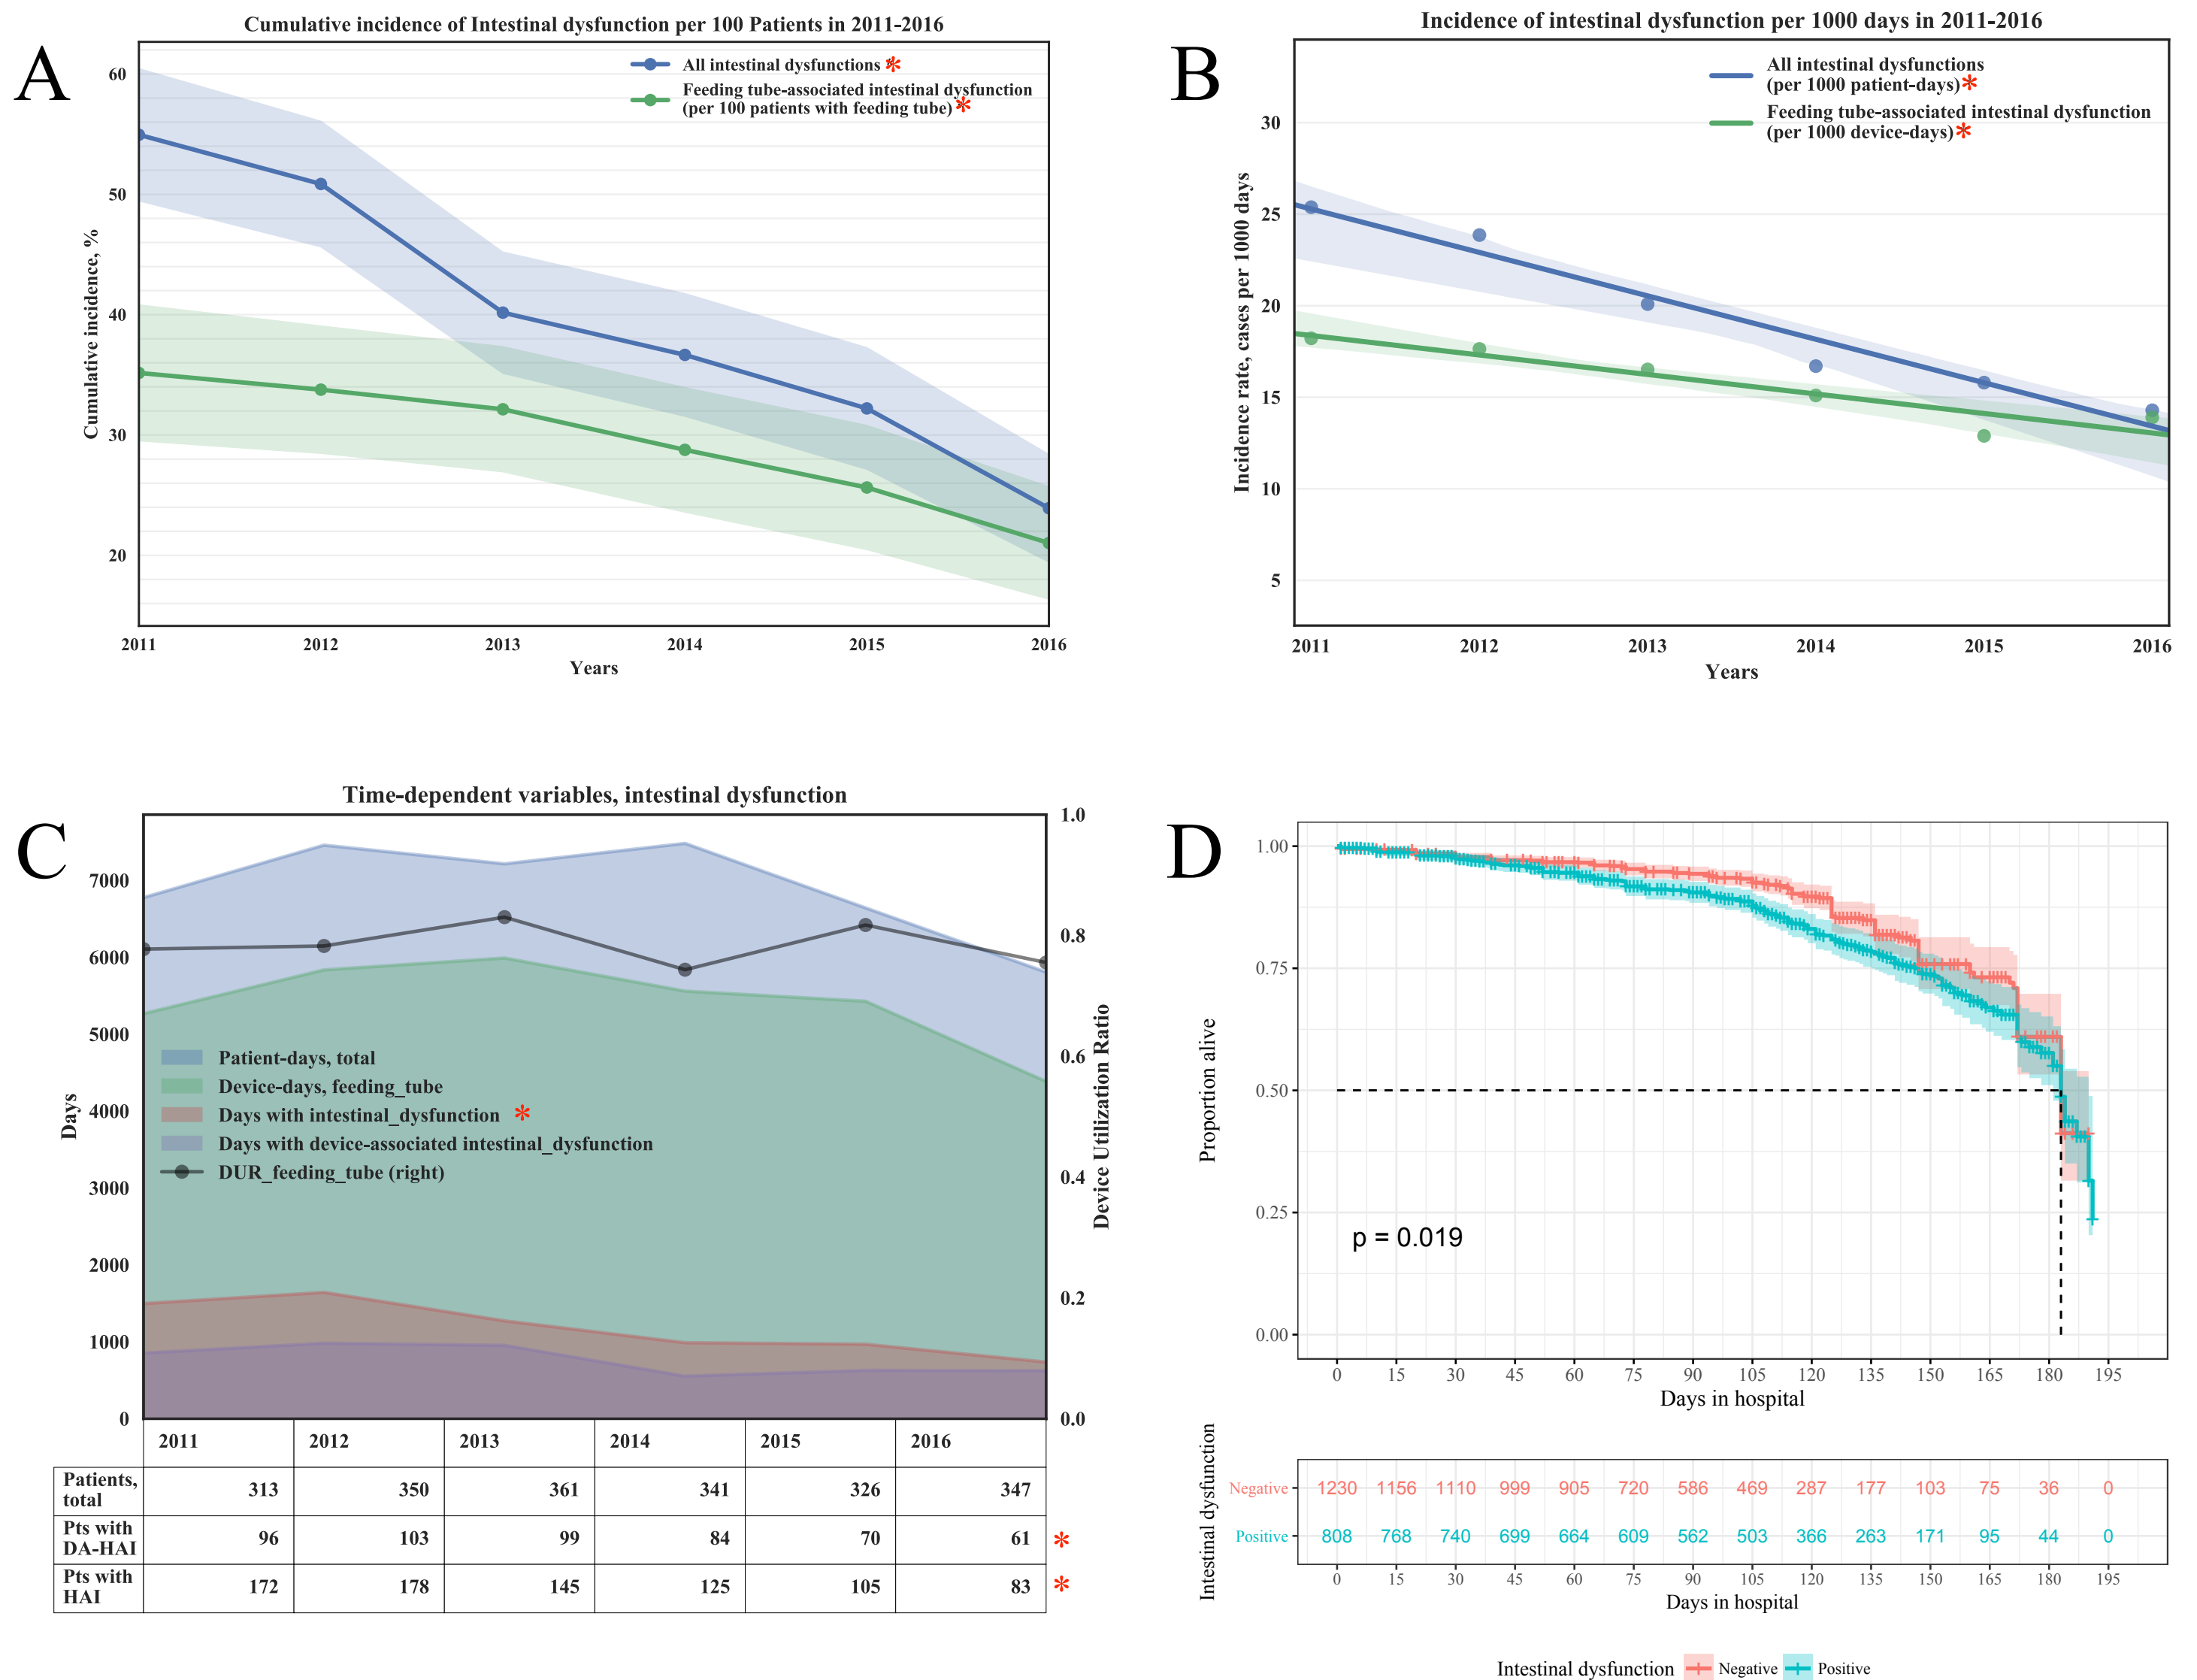 A
Cumulative incidence of Intestinal dysfunction per 100 Patients in 2011-2016
All intestinal dysfunctions *
Feeding tube-associated intestinal dysfunction
(per 100 patients with feeding tube) *
Cumulative incidence, %
60
50
40
30
20
2011 2012 2013 2014 2015 2016
Years
B
Incidence of intestinal dysfunction per 1000 days in 2011-2016
All intestinal dysfunctions
(per 1000 patient-days) *
Feeding tube-associated intestinal dysfunction
(per 1000 device-days) *
Incidence rate, cases per 1000 days
30
25
20
15
10
5
2011 2012 2013 2014 2015 2016
Years
C
Time-dependent variables, intestinal dysfunction
Days
7000
6000
5000
4000
3000
2000
1000
0
Patient-days, total
Device-days, feeding_tube
Days with intestinal_dysfunction *
Days with device-associated intestinal_dysfunction
DUR_feeding_tube (right)
1.0
0.8
0.6
0.4
0.2
0.0
Device Utilization Ratio
2011 2012 2013 2014 2015 2016
Patients,
total
313 350 361 341 326 347
Pts with
DA-HAI
96 103 99 84 70 61 *
Pts with
HAI
172 178 145 125 105 83 *
D
Proportion alive
1.00
0.75
0.50
0.25
0.00
p = 0.019
0 15 30 45 60 75 90 105 120 135 150 165 180 195
Days in hospital
Intestinal dysfunction
Negative 1230 1156 1110 999 905 720 586 469 287 177 103 75 36 0
Positive 808 768 740 699 664 609 562 503 366 263 171 95 44 0
0 15 30 45 60 75 90 105 120 135 150 165 180 195
Days in hospital
Intestinal dysfunction Negative Positive